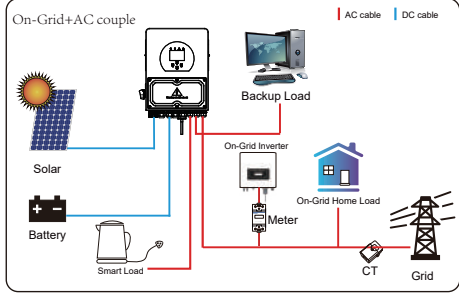 On-Grid+AC couple
AC cable
DC cable
Backup Load
On-Grid Inverter
Solar
On-Grid Home Load
Meter
Battery
Smart Load
CT
Grid